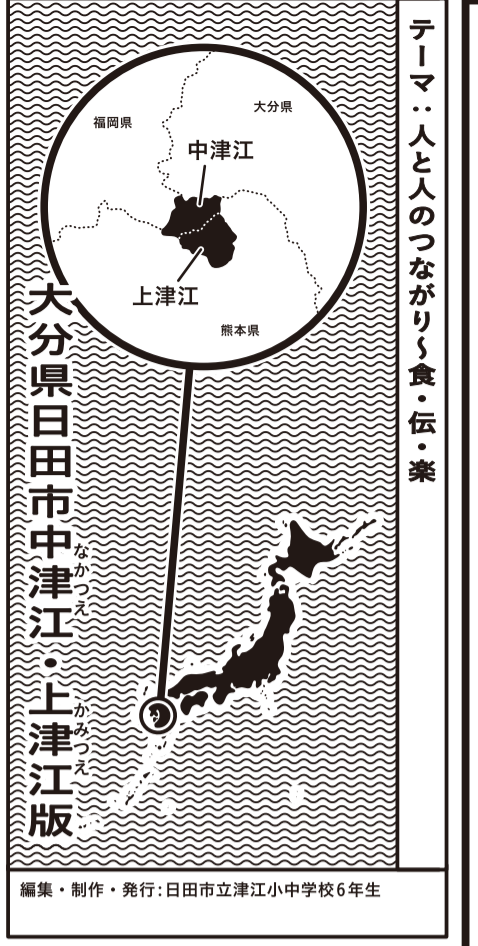 テーマ：人と人のつながり～食・伝・楽
福岡県
大分県
中津江
上津江
熊本県
大分県日田市中津江・上津江版
なかつえ
かみつえ
編集・制作・発行：日田市立津江小中学校6年生